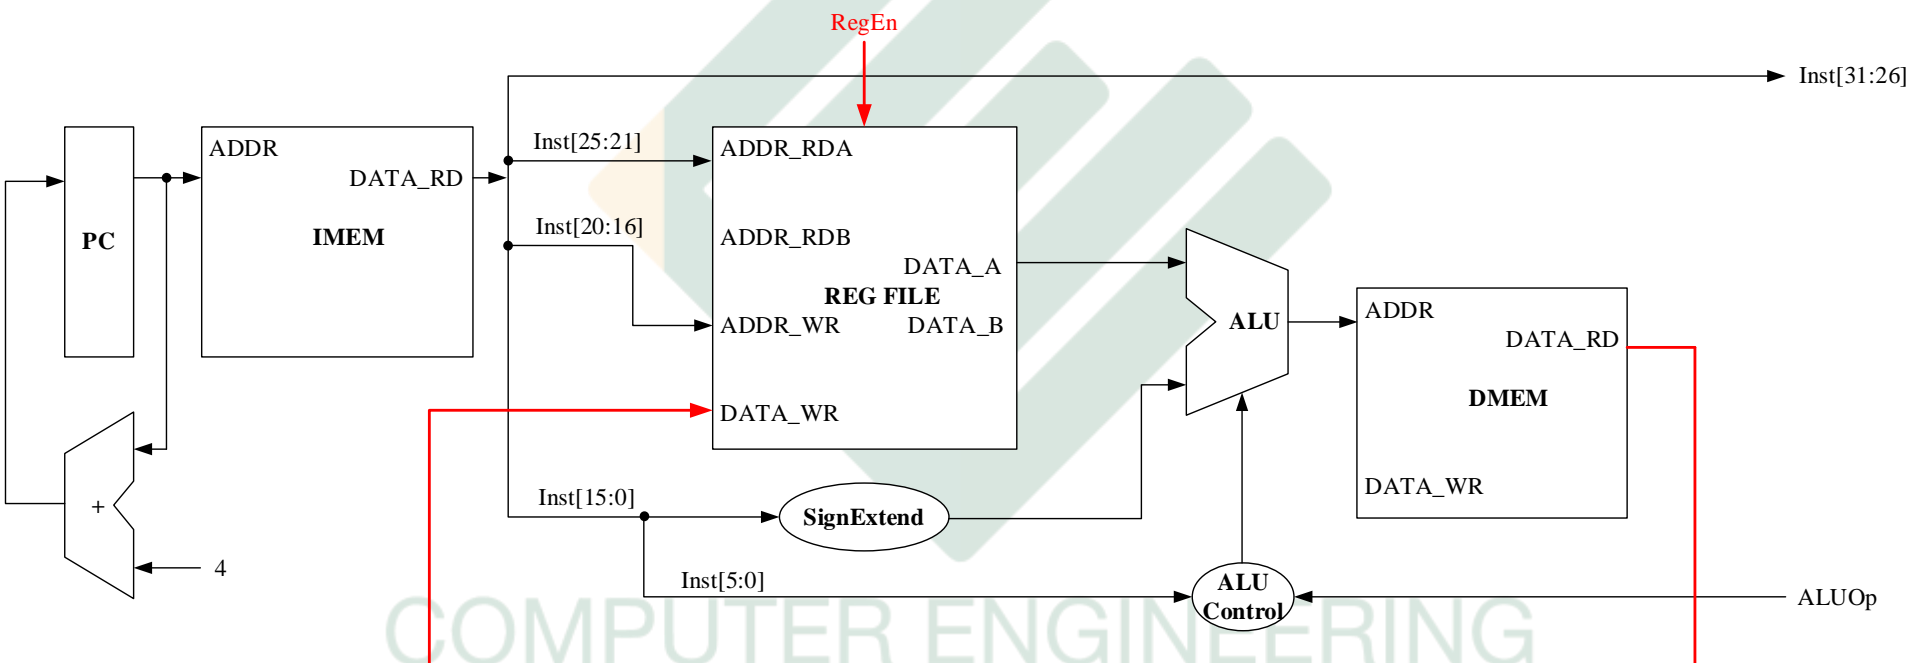 RegEn
Inst[31:26]
Inst[25:21]
ADDR
DATA_RD
IMEM
PC
ADDR_RDA
Inst[20:16]
ADDR_RDB
DATA_A
REG FILE
ADDR_WR
DATA_B
DATA_WR
ALU
ADDR
DATA_RD
DMEM
DATA_WR
Inst[15:0]
SignExtend
+
4
Inst[5:0]
ALU
Control
ALUOp
COMPUTER ENGINEERING